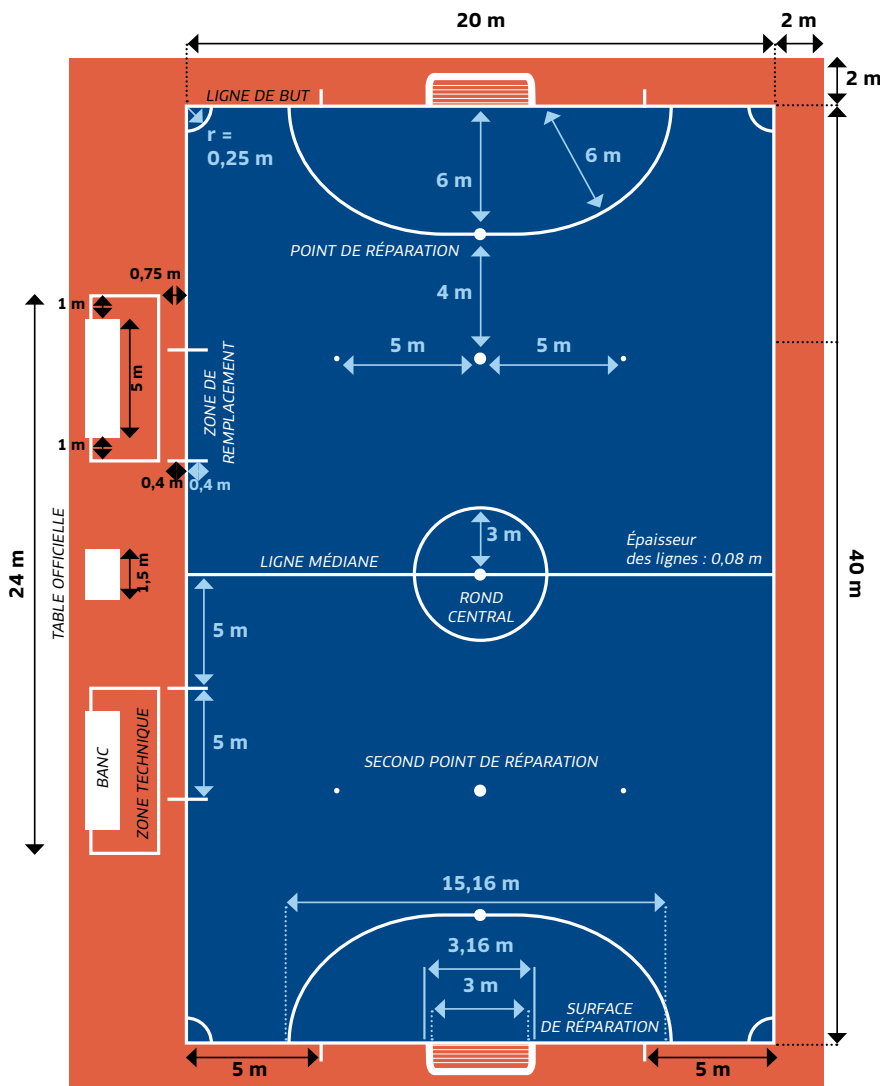 20 m
2 m
2 m
LIGNE DE BUT
r =
0,25 m
6 m
6 m
POINT DE RÉPARATION
0,75 m
4 m
1 m
5 m
5 m
5 m
ZONE DE
REMPLACEMENT
1 m
0,4 m
0,4 m
24 m
TABLE OFFICIELLE
1,5m
3 m
LIGNE MÉDIANE
Épaisseur
des lignes : 0,08 m
40 m
ROND
CENTRAL
5 m
5 m
BANC
ZONE TECHNIQUE
SECOND POINT DE RÉPARATION
15,16 m
3,16 m
3 m
SURFACE
DE RÉPARATION
5 m
5 m